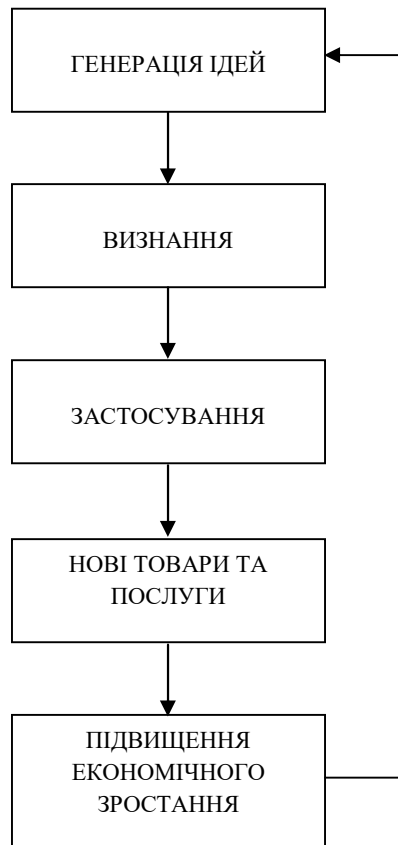 ГЕНЕРАЦІЯ ІДЕЙ
ВИЗНАННЯ
ЗАСТОСУВАННЯ
НОВІ ТОВАРИ ТА
ПОСЛУГИ
ПІДВИЩЕННЯ
ЕКОНОМІЧНОГО
ЗРОСТАННЯ